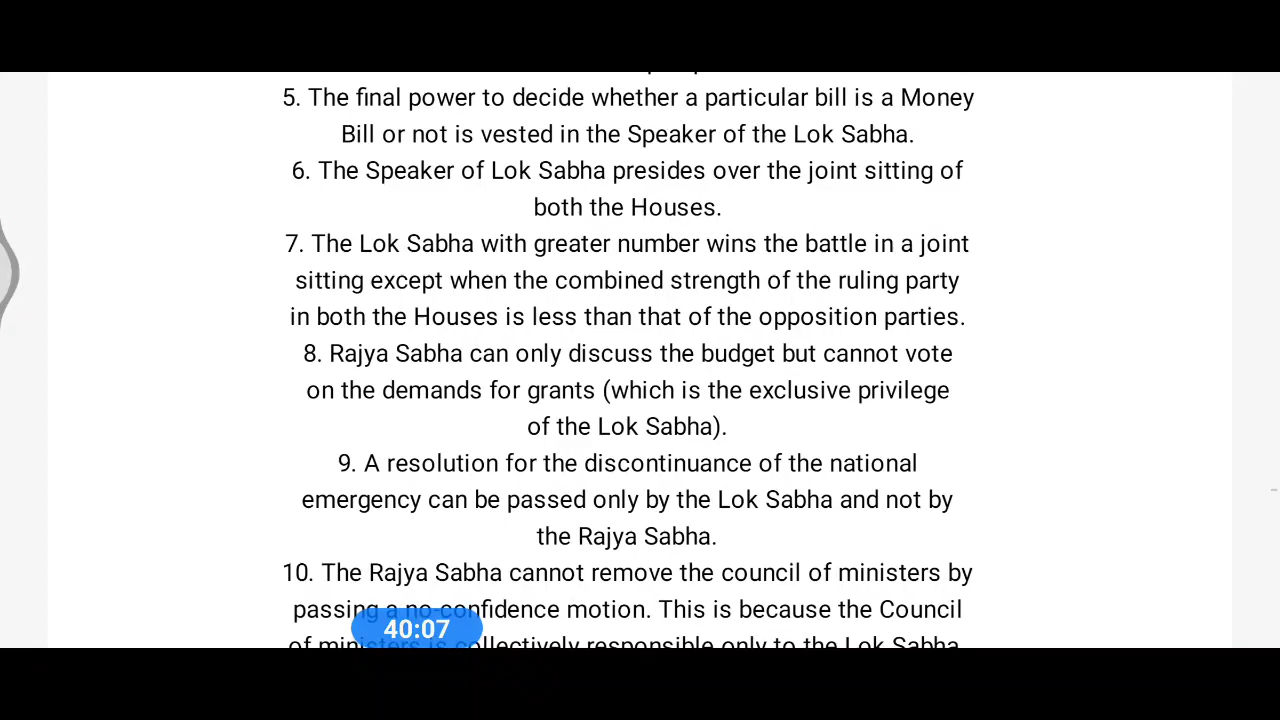 5. The final power to decide whether a particular bill is a Money
Bill or not is vested in the Speaker of the Lok Sabha.
6. The Speaker of Lok Sabha presides over the joint sitting of
both the Houses.
7. The Lok Sabha with greater number wins the battle in a joint
sitting except when the combined strength of the ruling party
in both the Houses is less than that of the opposition parties.
8. Rajya Sabha can only discuss the budget but cannot vote
on the demands for grants (which is the exclusive privilege
of the Lok Sabha).
9. A resolution for the discontinuance of the national
emergency can be passed only by the Lok Sabha and not by
the Rajya Sabha.
10. The Rajya Sabha cannot remove the council of ministers by
passing a no-confidence motion. This is because the Council
of ministers is collectively responsible only to the Lok Sabha
40:07